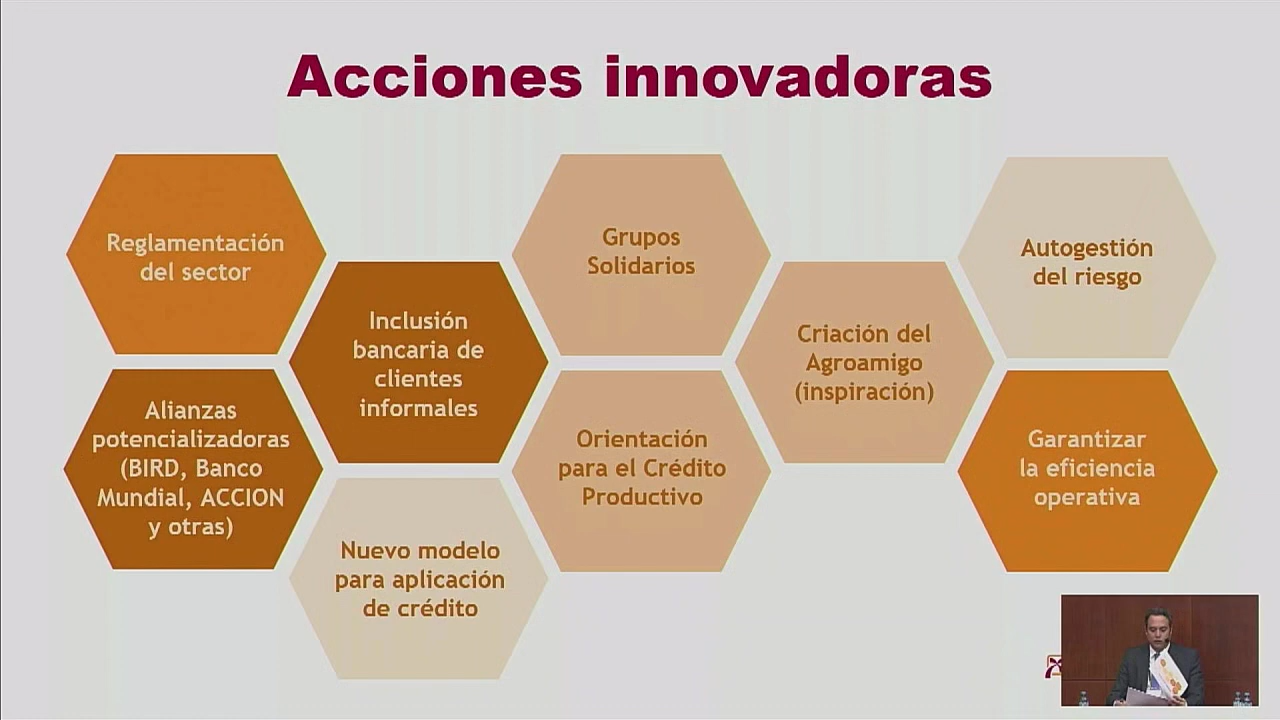 Acciones innovadoras
Reglamentación
del sector
Alianzas
potencializadoras
(BIRD, Banco
Mundial, ACCION
y otras)
Inclusión
bancaria de
clientes
informales
Nuevo modelo
para aplicación
de crédito
Grupos
Solidarios
Orientación
para el Crédito
Productivo
Criación del
Agroamigo
(inspiración)
Autogestión
del riesgo
Garantizar
la eficiencia
operativa